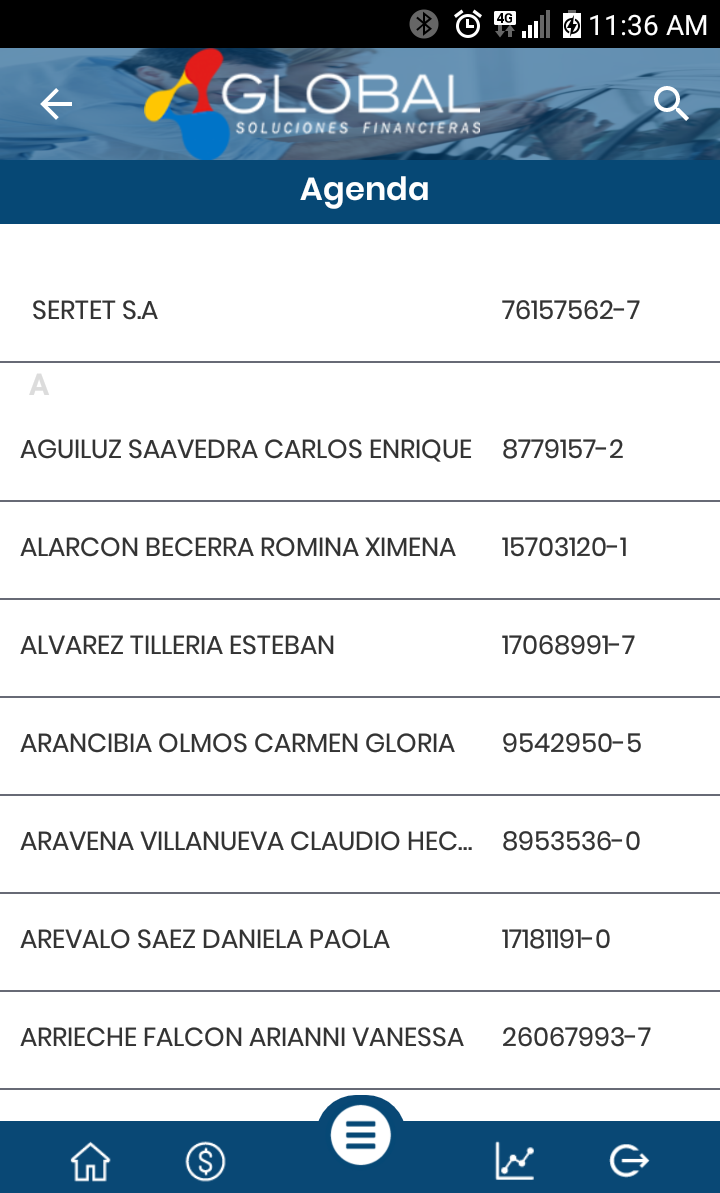 4G
11:36 AM
GLOBAL
SOLUCIONES FINANCIERAS
Agenda
SERTET S.A 76157562-7
A
AGUILUZ SAAVEDRA CARLOS ENRIQUE 8779157-2
ALARCON BECERRA ROMINA XIMENA 15703120-1
ALVAREZ TILLERIA ESTEBAN 17068991-7
ARANCIBIA OLMOS CARMEN GLORIA 9542950-5
ARAVENA VILLANUEVA CLAUDIO HEC... 8953536-0
AREVALO SAEZ DANIELA PAOLA 17181191-0
ARRIECHE FALCON ARIANNI VANESSA 26067993-7
$